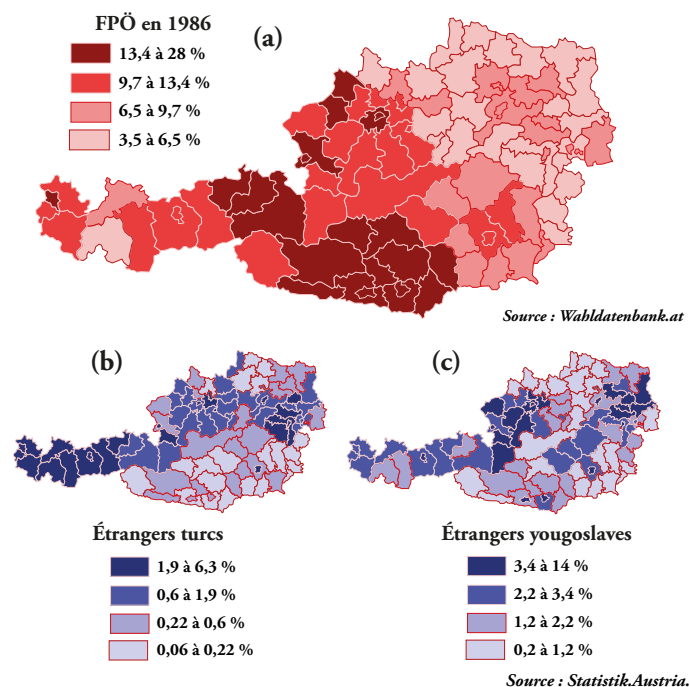 FPÖ en 1986
(a)
13,4 à 28 %
9,7 à 13,4 %
6,5 à 9,7 %
3,5 à 6,5 %
Source : Wahldatenbank.at
(b)
(c)
Étrangers turcs
1,9 à 6,3 %
0,6 à 1,9 %
0,22 à 0,6 %
0,06 à 0,22 %
Étrangers yougoslaves
3,4 à 14 %
2,2 à 3,4 %
1,2 à 2,2 %
0,2 à 1,2 %
Source : Statistik.Austria.